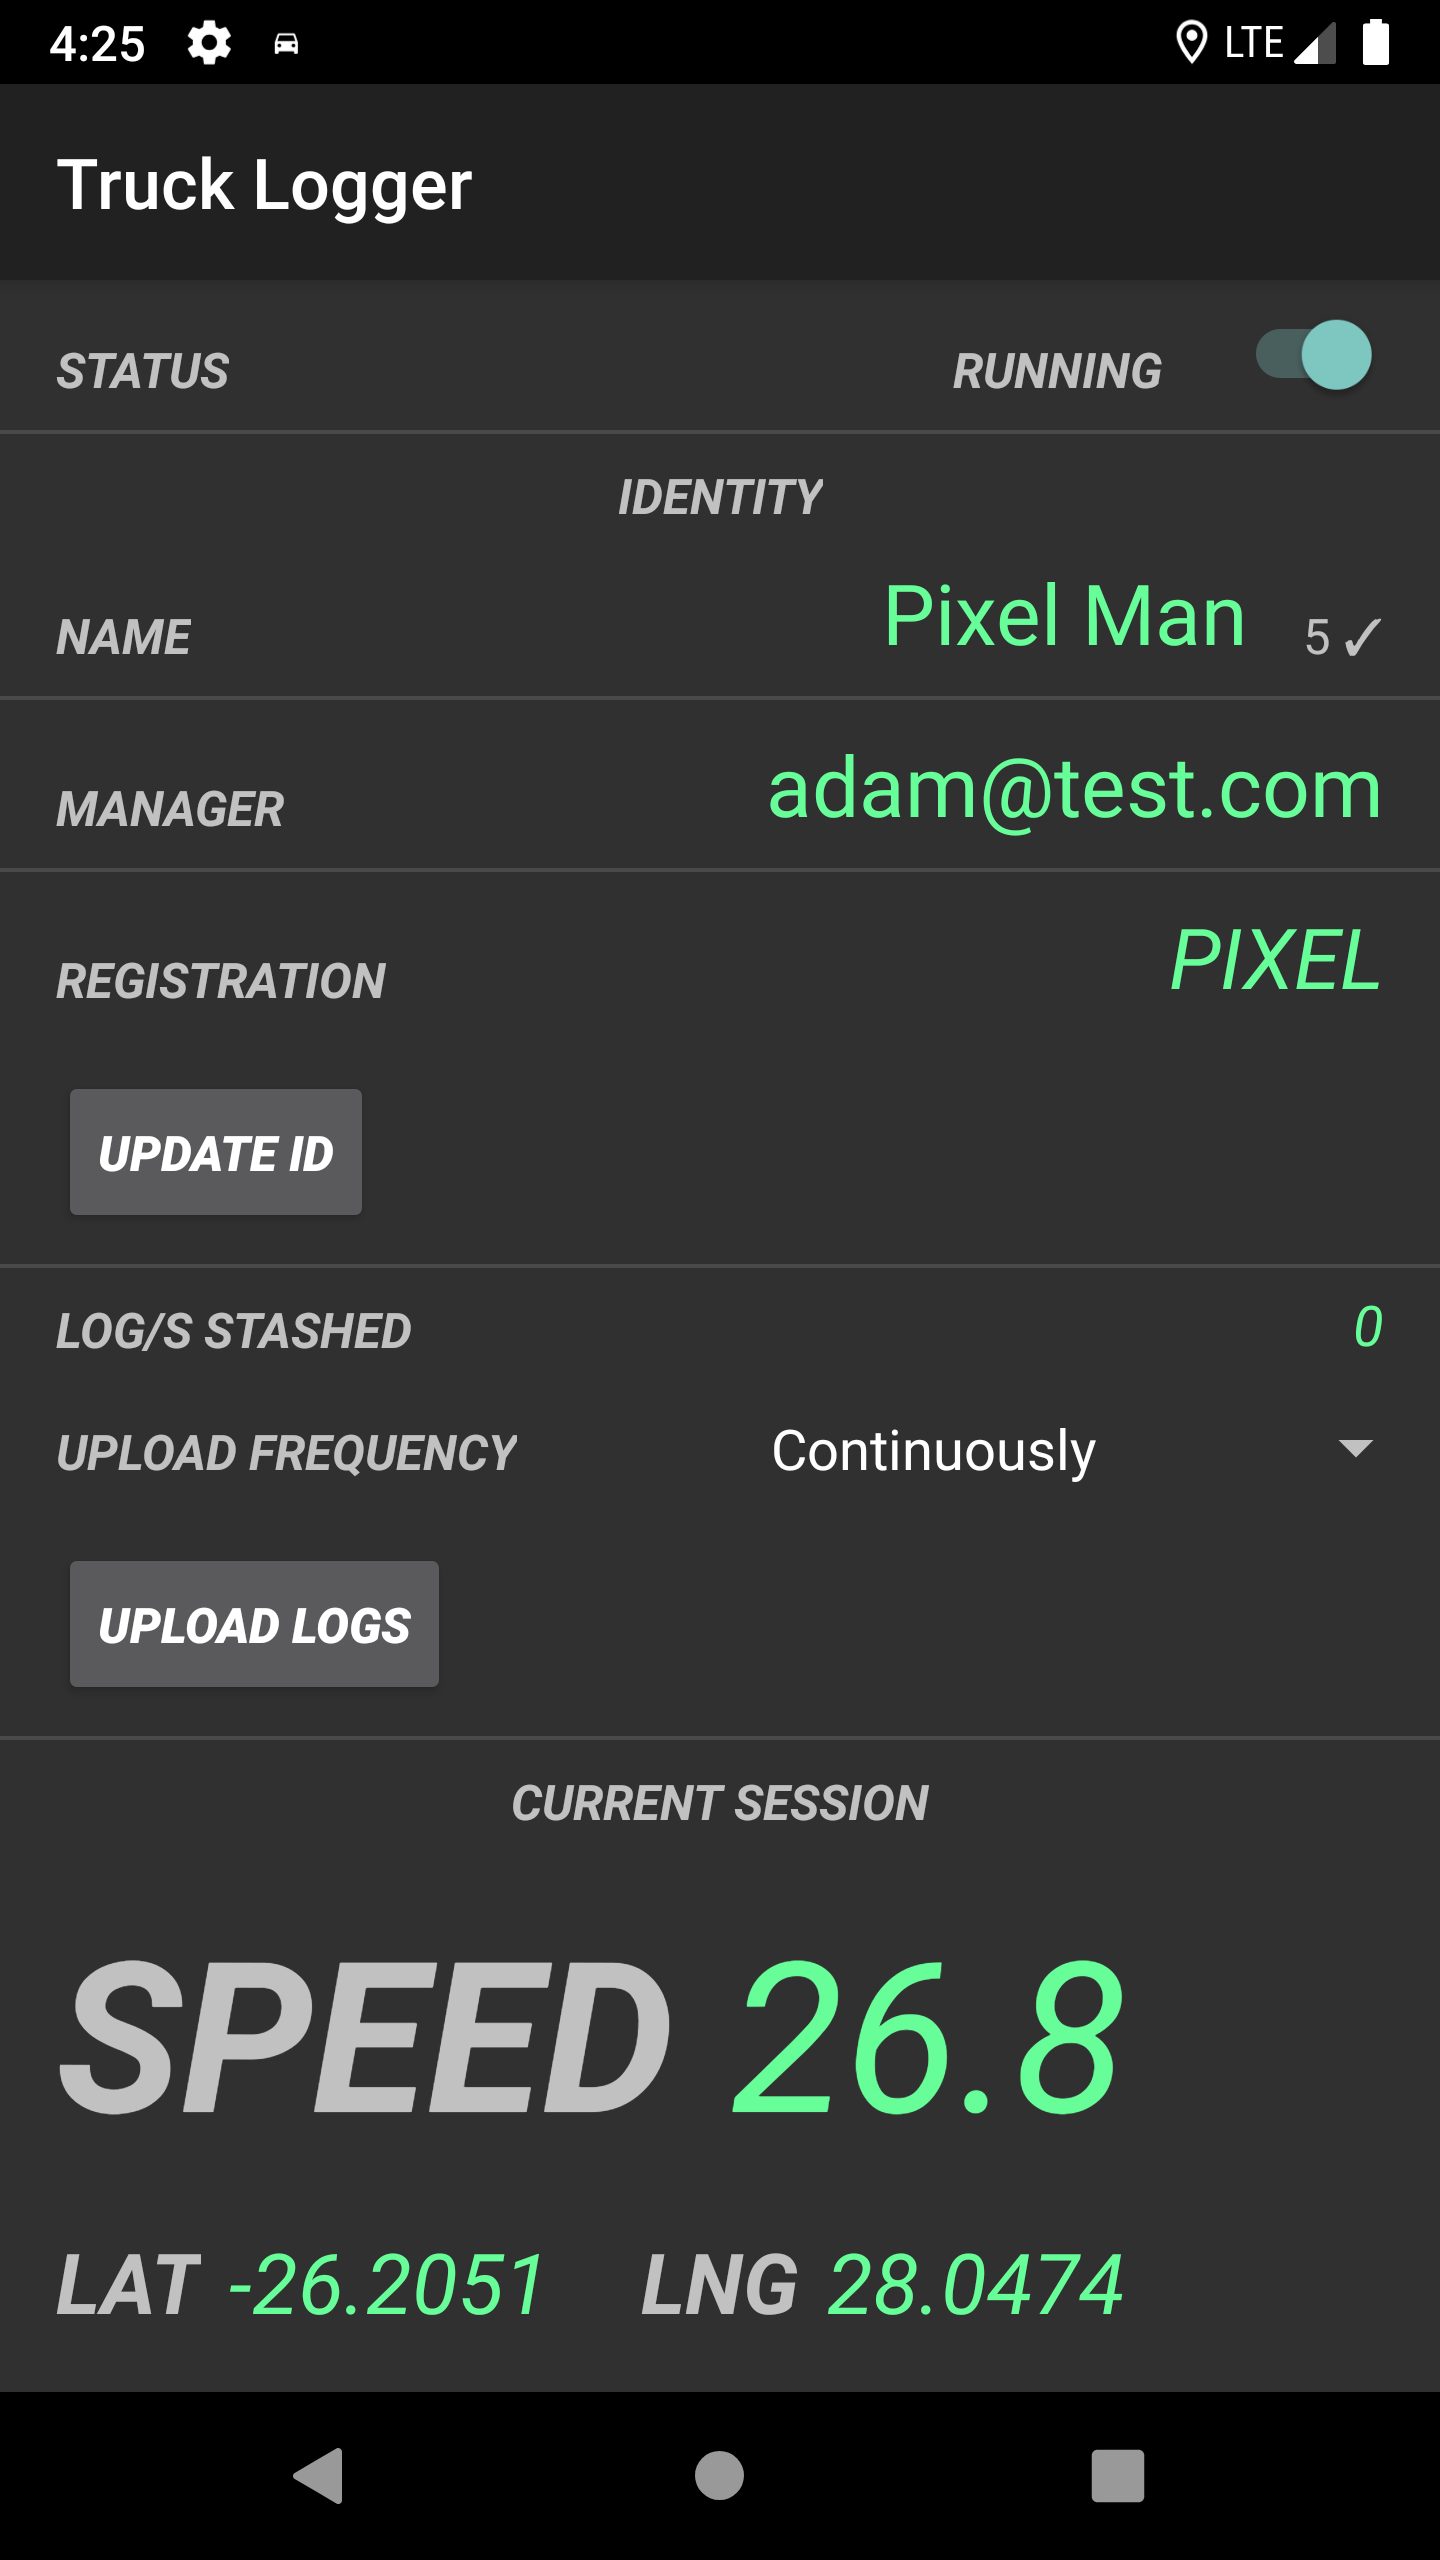 4:25 LTE
Truck Logger
STATUS RUNNING
IDENTITY
NAME Pixel Man 5 ✓
MANAGER adam@test.com
REGISTRATION PIXEL
UPDATE ID
LOG/S STASHED 0
UPLOAD FREQUENCY Continuously
UPLOAD LOGS
CURRENT SESSION
SPEED 26.8
LAT -26.2051 LNG 28.0474